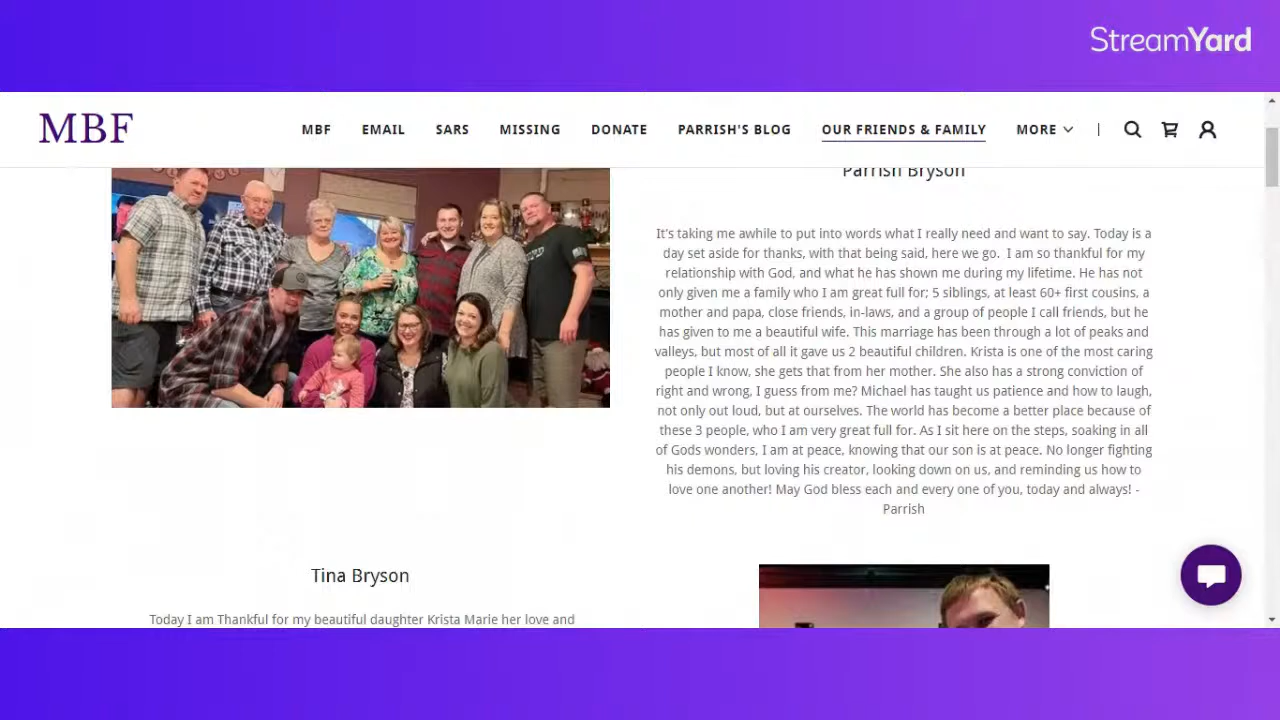 StreamYard
MBF
MBF EMAIL SARS MISSING DONATE PARRISH'S BLOG OUR FRIENDS & FAMILY MORE
Parrish Bryson
It's taking me awhile to put into words what I really need and want to say. Today is a
day set aside for thanks, with that being said, here we go.  I am so thankful for my
relationship with God, and what he has shown me during my lifetime. He has not
only given me a family who I am great full for; 5 siblings, at least 60+ first cousins, a
mother and papa, close friends, in-laws, and a group of people I call friends, but he
has given to me a beautiful wife. This marriage has been through a lot of peaks and
valleys, but most of all it gave us 2 beautiful children. Krista is one of the most caring
people I know, she gets that from her mother. She also has a strong conviction of
right and wrong, I guess from me? Michael has taught us patience and how to laugh,
not only out loud, but at ourselves. The world has become a better place because of
these 3 people, who I am very great full for. As I sit here on the steps, soaking in all
of Gods wonders, I am at peace, knowing that our son is at peace. No longer fighting
his demons, but loving his creator, looking down on us, and reminding us how to
love one another! May God bless each and every one of you, today and always! -
Parrish
Tina Bryson
Today I am Thankful for my beautiful daughter Krista Marie her love and